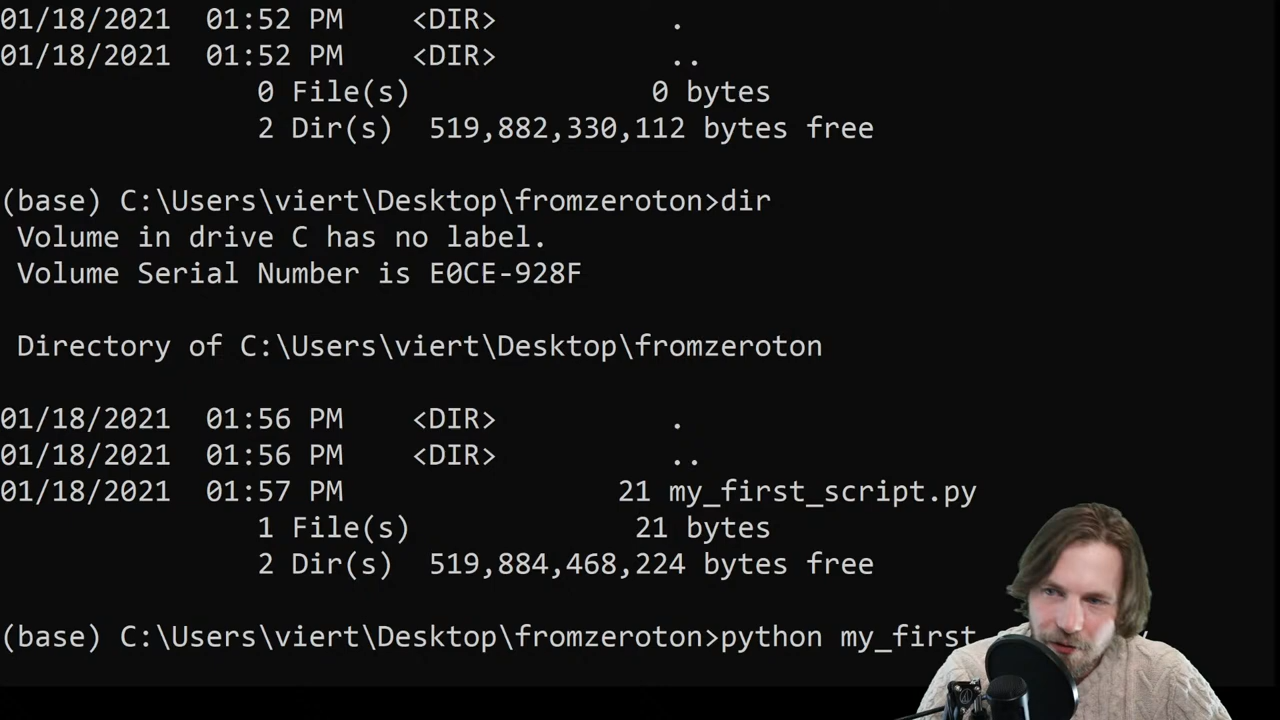 01/18/2021  01:52 PM    <DIR>          .
01/18/2021  01:52 PM    <DIR>          ..
0 File(s)              0 bytes
2 Dir(s)  519,882,330,112 bytes free
(base) C:\Users\viert\Desktop\fromzeroton>dir
Volume in drive C has no label.
Volume Serial Number is E0CE-928F
Directory of C:\Users\viert\Desktop\fromzeroton
01/18/2021  01:56 PM    <DIR>          .
01/18/2021  01:56 PM    <DIR>          ..
01/18/2021  01:57 PM                21 my_first_script.py
1 File(s)             21 bytes
2 Dir(s)  519,884,468,224 bytes free
(base) C:\Users\viert\Desktop\fromzeroton>python my_first